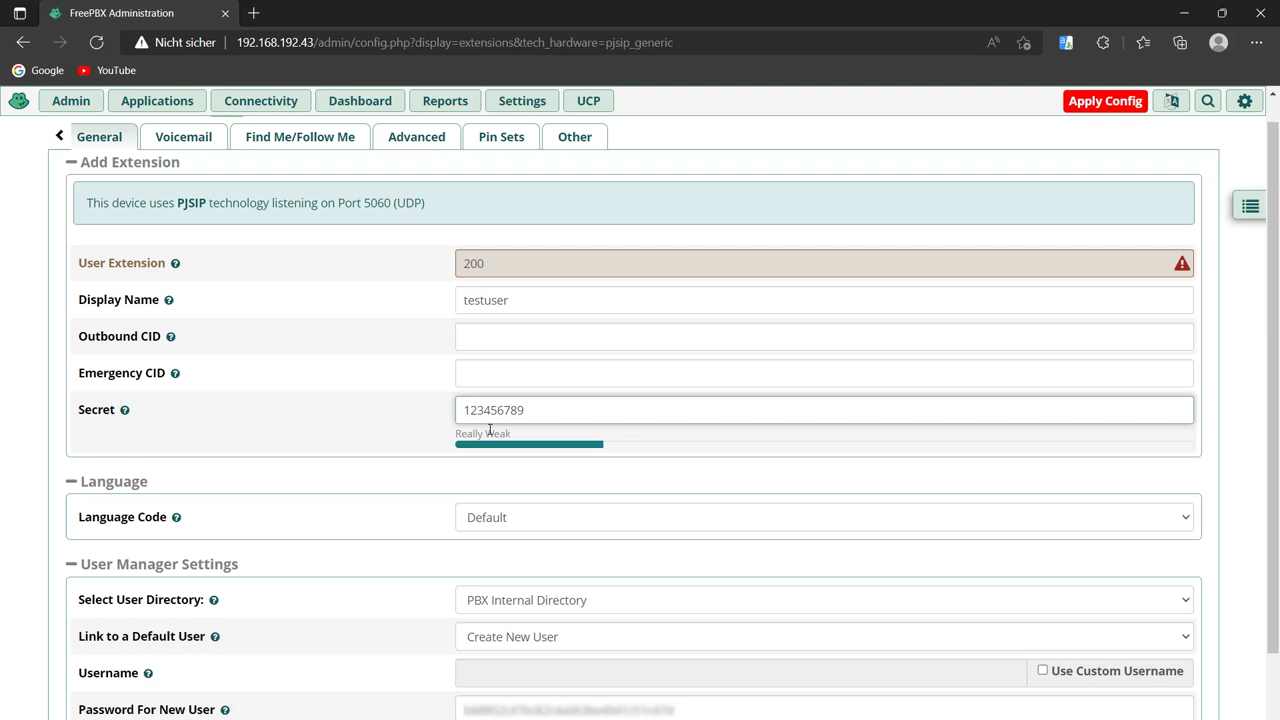 FreePBX Administration
Nicht sicher 192.168.192.43/admin/config.php?display=extensions&tech_hardware=pjsip_generic
Google YouTube
Admin Applications Connectivity Dashboard Reports Settings UCP Apply Config
General Voicemail Find Me/Follow Me Advanced Pin Sets Other
Add Extension
This device uses PJSIP technology listening on Port 5060 (UDP)
User Extension 200
Display Name testuser
Outbound CID
Emergency CID
Secret 123456789
Really Weak
Language
Language Code Default
User Manager Settings
Select User Directory: PBX Internal Directory
Link to a Default User Create New User
Username Use Custom Username
Password For New User